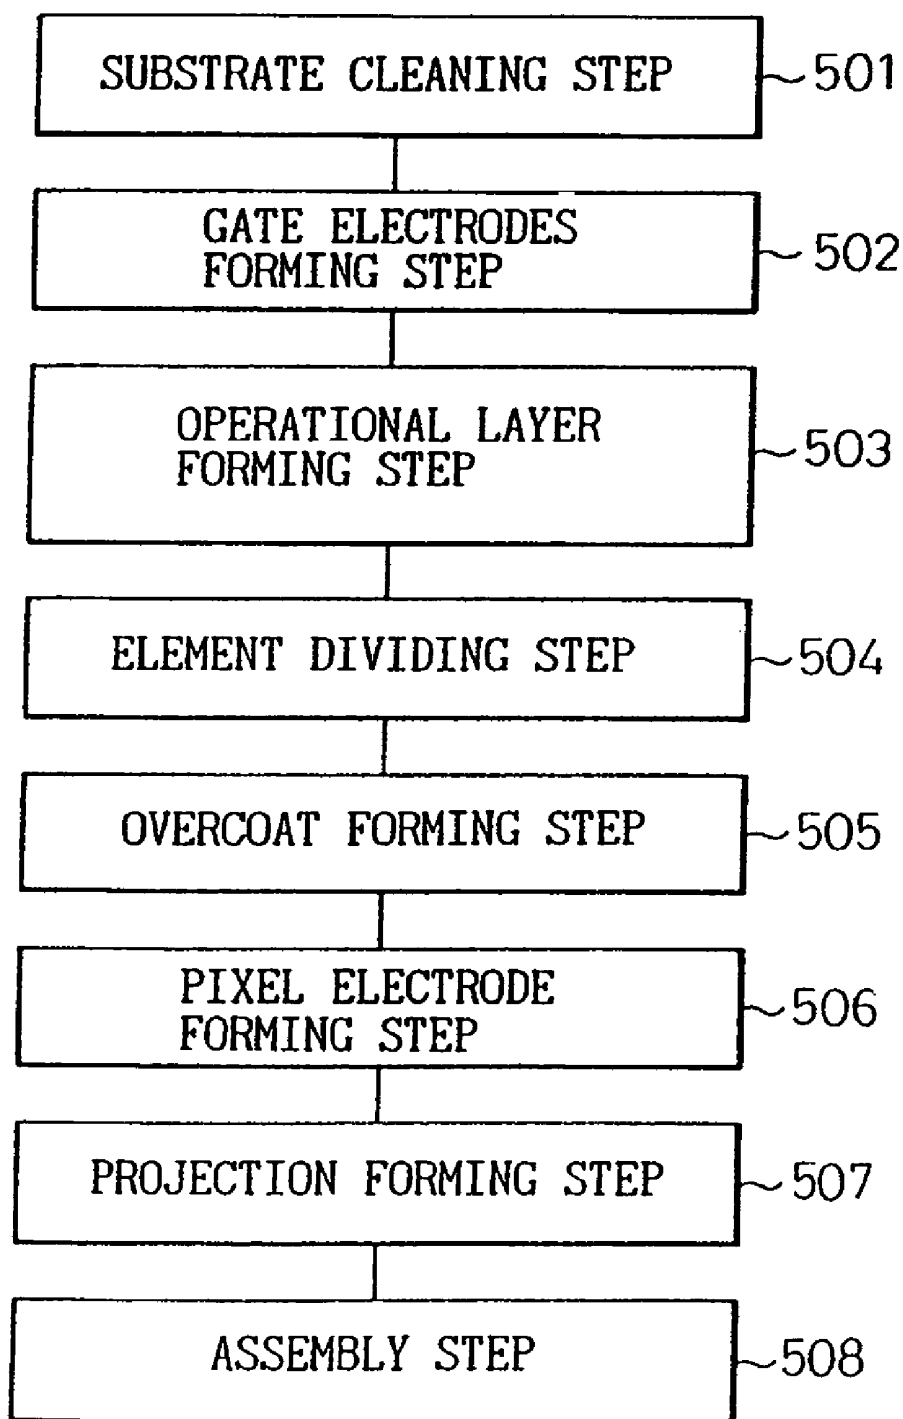 SUBSTRATE CLEANING STEP 501
GATE ELECTRODES
FORMING STEP
502
OPERATIONAL LAYER
FORMING STEP
503
ELEMENT DIVIDING STEP 504
OVERCOAT FORMING STEP 505
PIXEL ELECTRODE
FORMING STEP
506
PROJECTION FORMING STEP 507
ASSEMBLY STEP 508